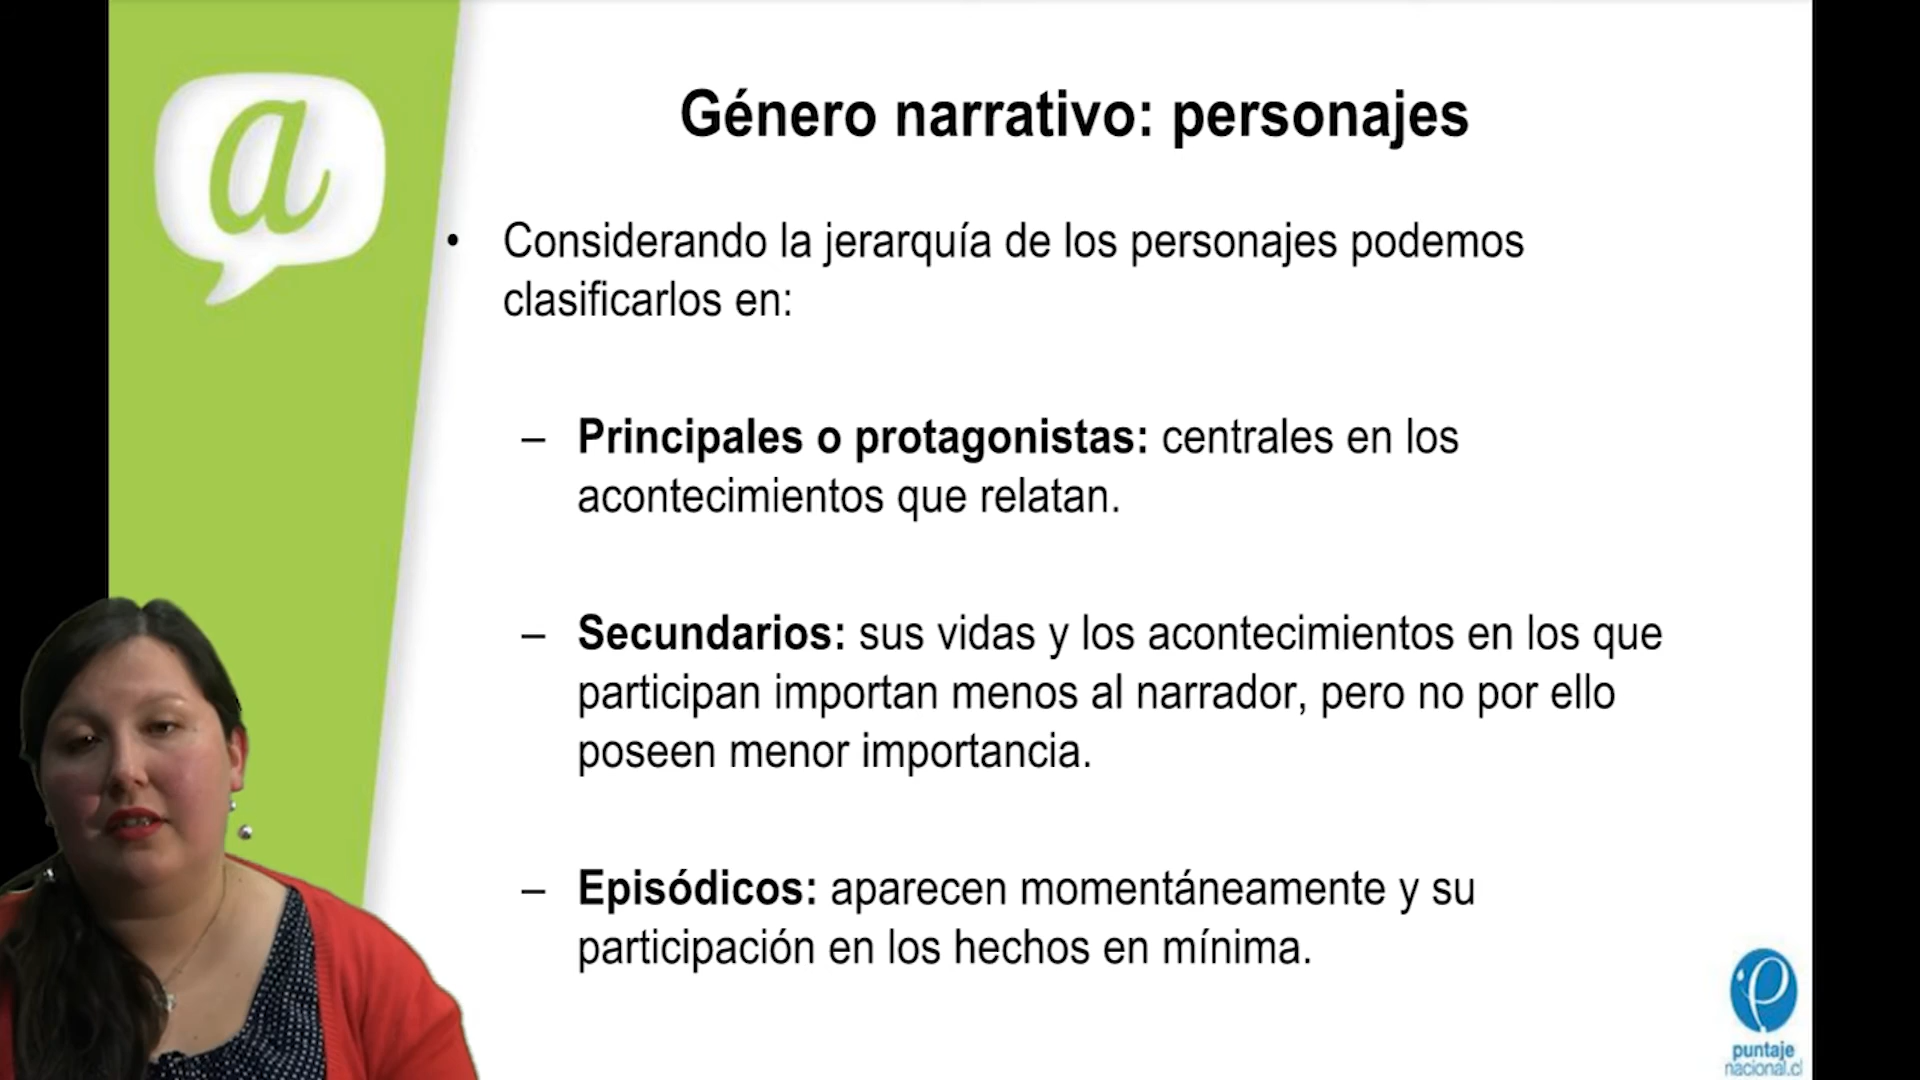 a
Género narrativo: personajes
• Considerando la jerarquía de los personajes podemos
clasificarlos en:
– Principales o protagonistas: centrales en los
acontecimientos que relatan.
– Secundarios: sus vidas y los acontecimientos en los que
participan importan menos al narrador, pero no por ello
poseen menor importancia.
– Episódicos: aparecen momentáneamente y su
participación en los hechos en mínima.
puntaje
nacional.cl